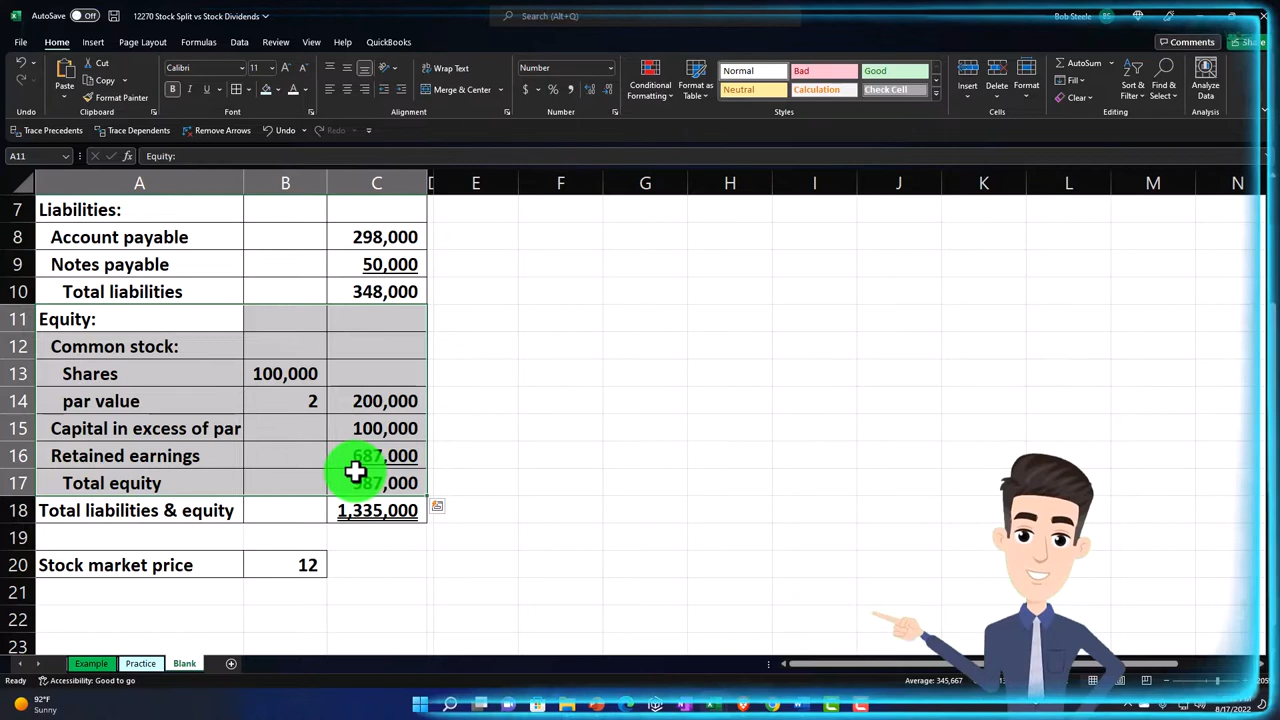 AutoSave Off 12270 Stock Split vs Stock Dividends Search (Alt+Q) Bob Steele BS
File Home Insert Page Layout Formulas Data Review View Help QuickBooks Comments Share
Cut Calibri 11 Wrap Text Number Normal Bad Good AutoSum
Copy Fill
Paste Format Painter Merge & Center Conditional Formatting Format as Table Neutral Calculation Check Cell Insert Delete Format Clear Sort & Filter Find & Select Analyze Data
Undo Clipboard Font Alignment Number Styles Cells Editing Analysis
Trace Precedents Trace Dependents Remove Arrows Undo Redo
A11 fx Equity:
A B C D E F G H I J K L M N
7 Liabilities:
8 Account payable 298,000
9 Notes payable 50,000
10 Total liabilities 348,000
11 Equity:
12 Common stock:
13 Shares 100,000
14 par value 2 200,000
15 Capital in excess of par 100,000
16 Retained earnings 687,000
17 Total equity 987,000
18 Total liabilities & equity 1,335,000
19
20 Stock market price 12
21
22
23
Example Practice Blank
Ready Accessibility: Good to go Average: 345,667
92°F
Sunny 8/17/2022